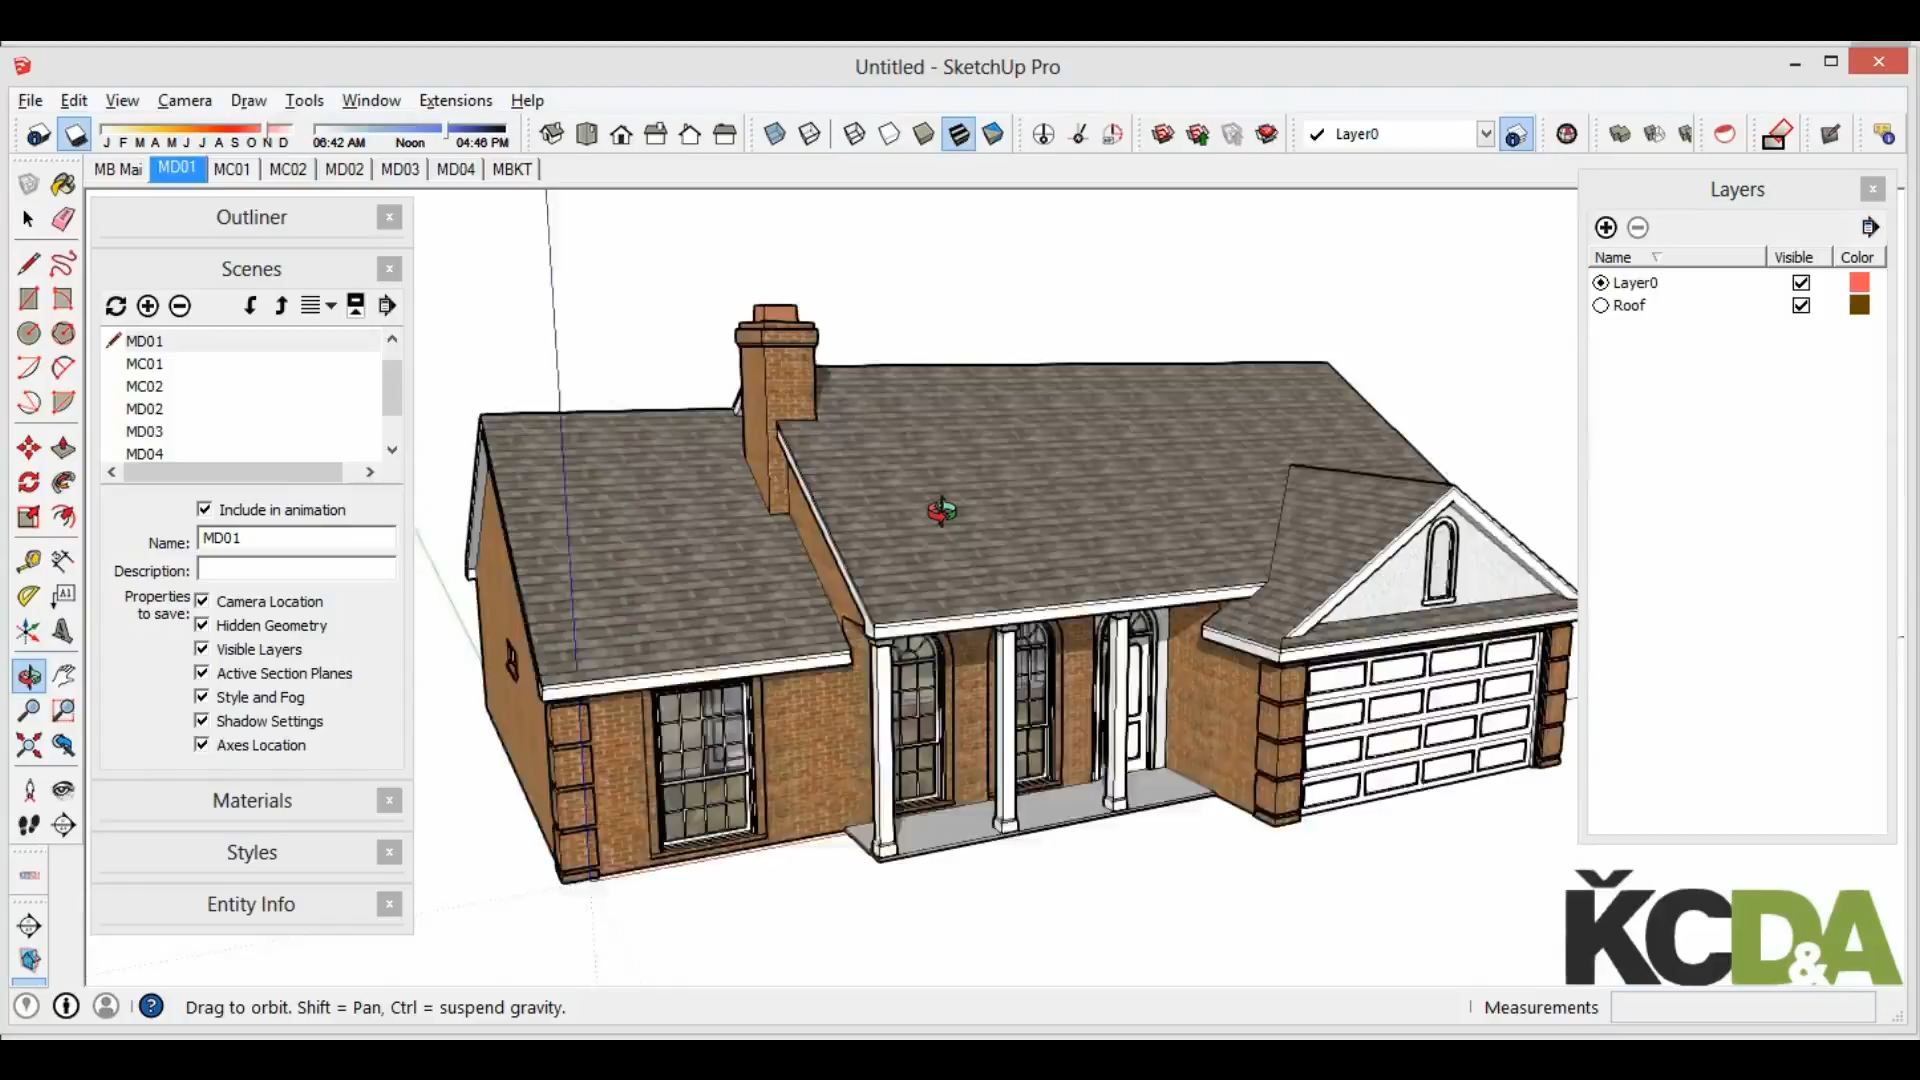 Untitled - SketchUp Pro
File Edit View Camera Draw Tools Window Extensions Help
J F M A M J J A S O N D 06:42 AM Noon 04:46 PM Layer0
MB Mai MD01 MC01 MC02 MD02 MD03 MD04 MBKT
Outliner
Scenes
MD01
MC01
MC02
MD02
MD03
MD04
Include in animation
Name: MD01
Description:
Properties to save:
Camera Location
Hidden Geometry
Visible Layers
Active Section Planes
Style and Fog
Shadow Settings
Axes Location
Materials
Styles
Entity Info
Layers
Name Visible Color
Layer0
Roof
KCD&A
Drag to orbit. Shift = Pan, Ctrl = suspend gravity.
Measurements